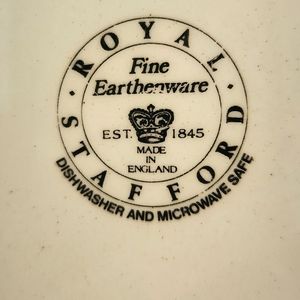 · ROYAL ·
STAFFORD
Fine
Earthenware
EST. 1845
MADE
IN
ENGLAND
DISHWASHER AND MICROWAVE SAFE